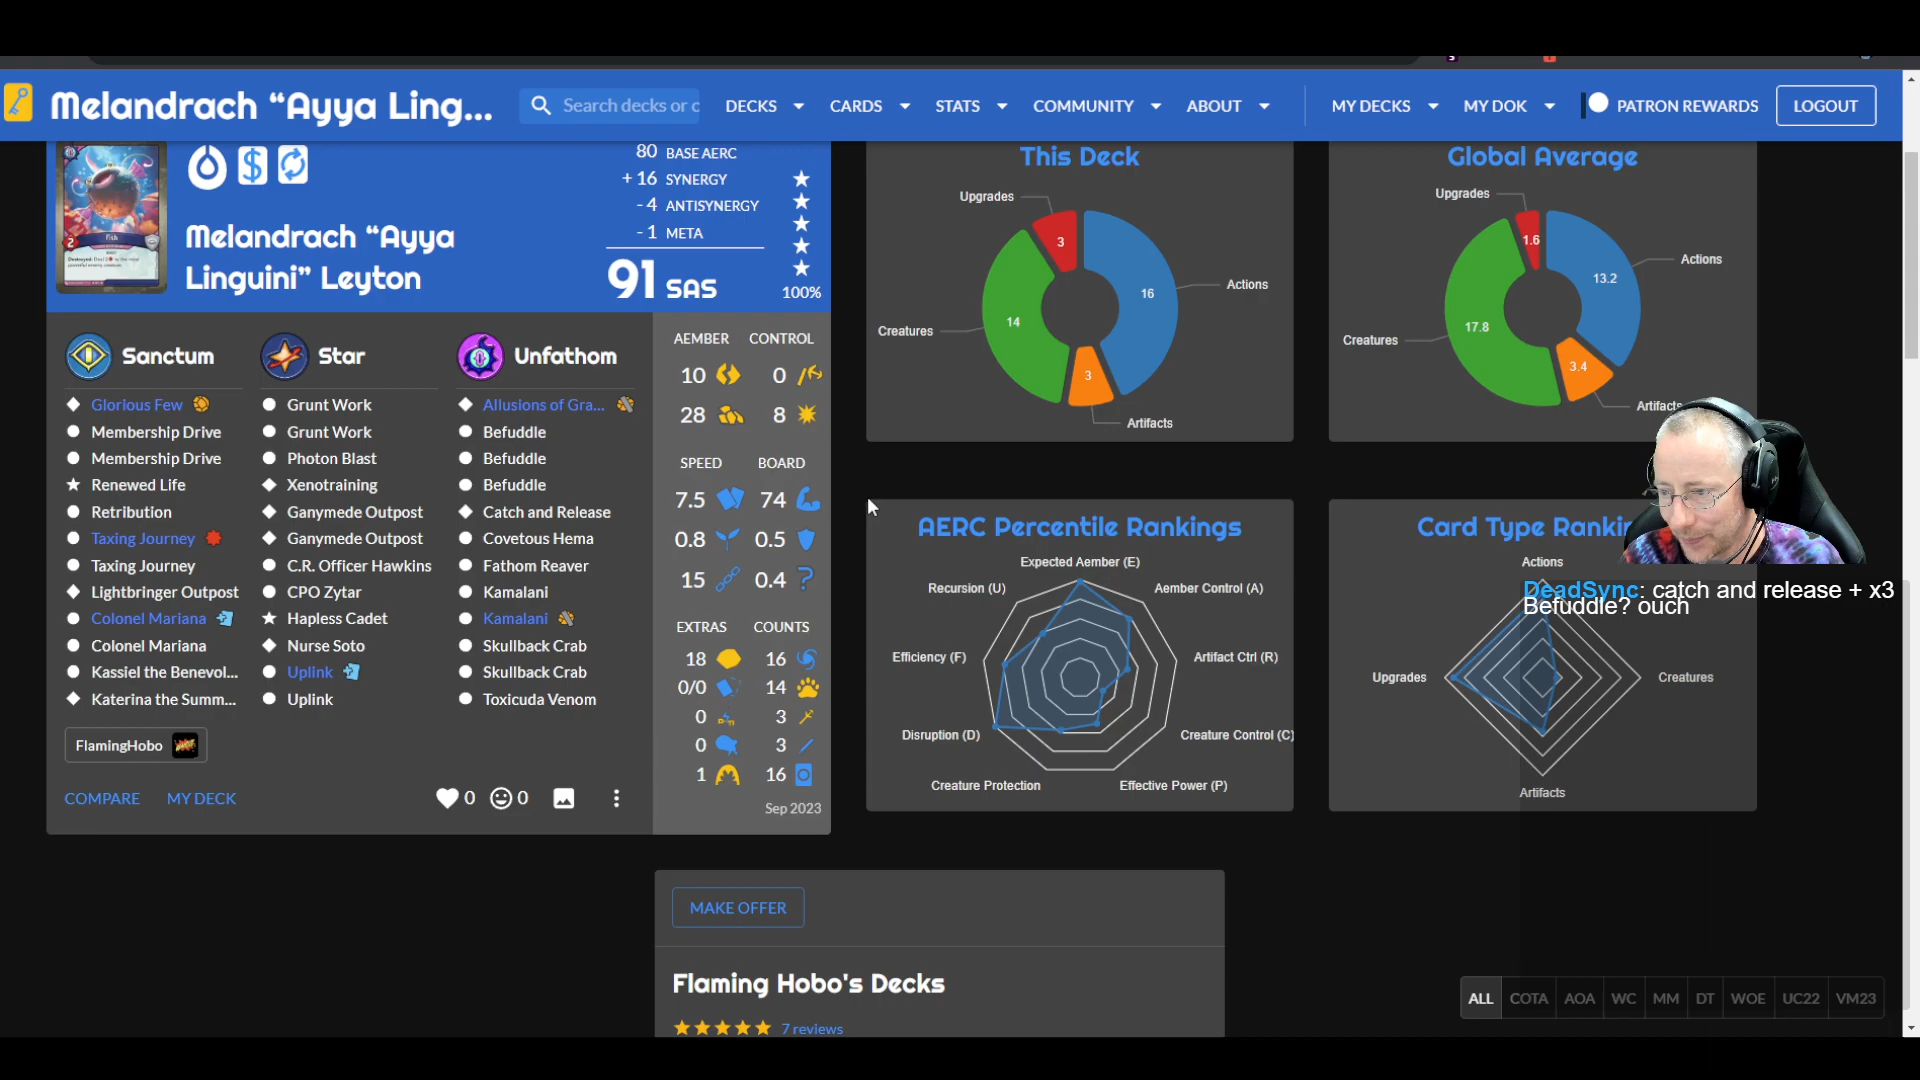 Melandrach “Ayya Ling...
Search decks or c
DECKS
CARDS
STATS
COMMUNITY
ABOUT
MY DECKS
MY DOK
PATRON REWARDS
LOGOUT
Fish
2
80 BASE AERC
+ 16 SYNERGY
- 4 ANTISYNERGY
- 1 META
91 SAS
100%
Melandrach “Ayya
Linguini” Leyton
Sanctum
Glorious Few
Membership Drive
Membership Drive
Renewed Life
Retribution
Taxing Journey
Taxing Journey
Lightbringer Outpost
Colonel Mariana
Colonel Mariana
Kassiel the Benevol...
Katerina the Summ...
Star
Grunt Work
Grunt Work
Photon Blast
Xenotraining
Ganymede Outpost
Ganymede Outpost
C.R. Officer Hawkins
CPO Zytar
Hapless Cadet
Nurse Soto
Uplink
Uplink
Unfathom
Allusions of Gra...
Befuddle
Befuddle
Befuddle
Catch and Release
Covetous Hema
Fathom Reaver
Kamalani
Kamalani
Skullback Crab
Skullback Crab
Toxicuda Venom
FlamingHobo
COMPARE
MY DECK
0
0
AEMBER CONTROL
10 0
28 8
SPEED BOARD
7.5 74
0.8 0.5
15 0.4
EXTRAS COUNTS
18 16
0/0 14
0 3
0 3
1 16
Sep 2023
This Deck
Upgrades
3
Actions
16
Creatures
14
3
Artifacts
Global Average
Upgrades
1.6
Actions
13.2
Creatures
17.8
3.4
Artifacts
AERC Percentile Rankings
Expected Aember (E)
Recursion (U)
Aember Control (A)
Efficiency (F)
Artifact Ctrl (R)
Disruption (D)
Creature Control (C)
Creature Protection
Effective Power (P)
Card Type Rankin
Actions
Upgrades
Creatures
Artifacts
DeadSync: catch and release + x3
Befuddle? ouch
MAKE OFFER
Flaming Hobo's Decks
7 reviews
ALL
COTA
AOA
WC
MM
DT
WOE
UC22
VM23